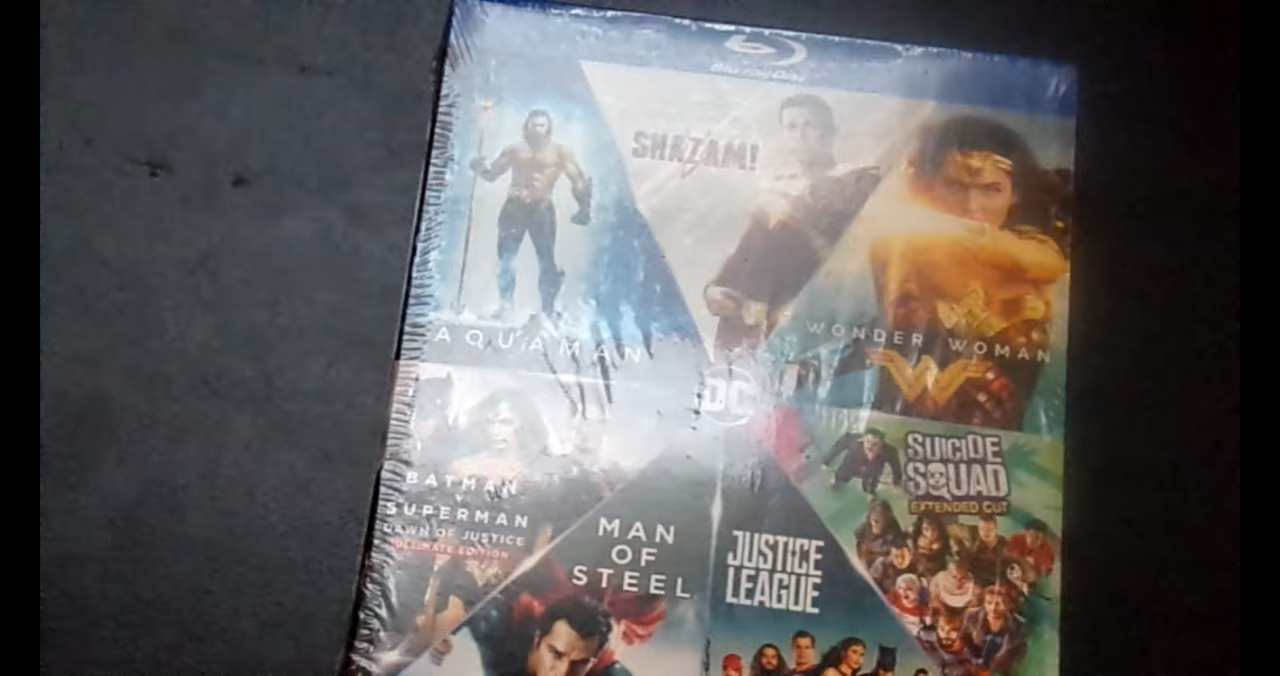 Blu-ray Disc
SHAZAM!
AQUAMAN
WONDER WOMAN
DC
SUICIDE
SQUAD
EXTENDED CUT
BATMAN
V
SUPERMAN
DAWN OF JUSTICE
ULTIMATE EDITION
MAN
OF
STEEL
JUSTICE
LEAGUE